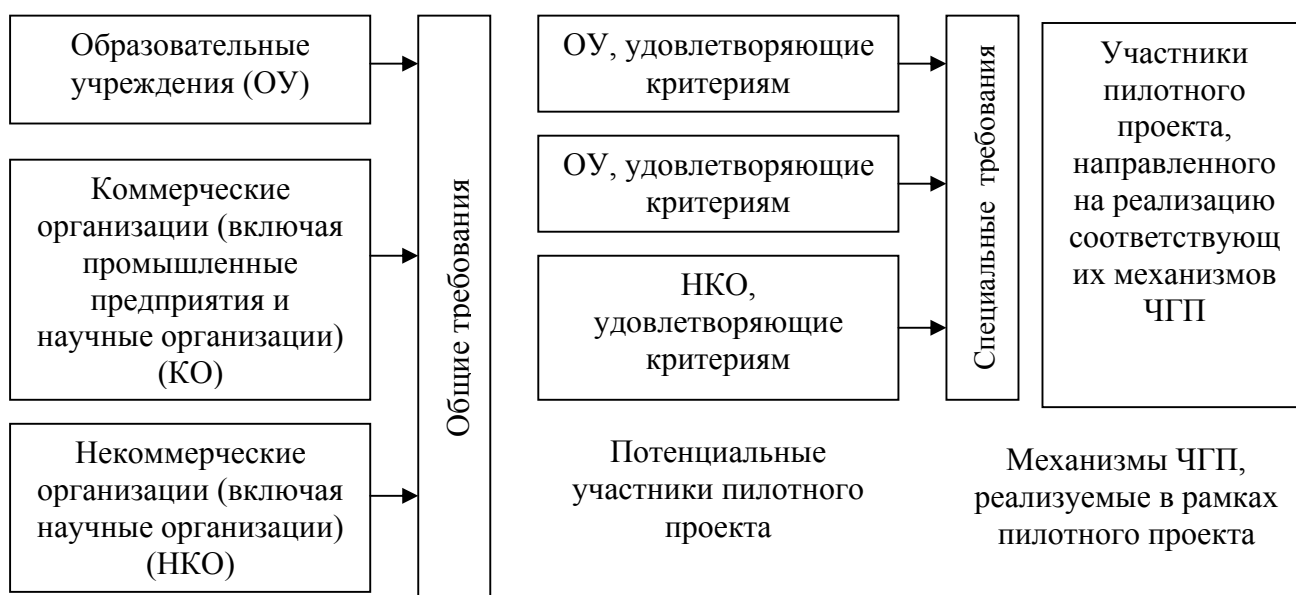 Образовательные
учреждения (ОУ)
Коммерческие
организации (включая
промышленные
предприятия и
научные организации)
(КО)
Некоммерческие
организации (включая
научные организации)
(НКО)
Общие требования
ОУ, удовлетворяющие
критериям
ОУ, удовлетворяющие
критериям
НКО,
удовлетворяющие
критериям
Потенциальные
участники пилотного
проекта
Специальные требования
Участники
пилотного
проекта,
направленного
на реализацию
соответствующ
их механизмов
ЧГП
Механизмы ЧГП,
реализуемые в рамках
пилотного проекта